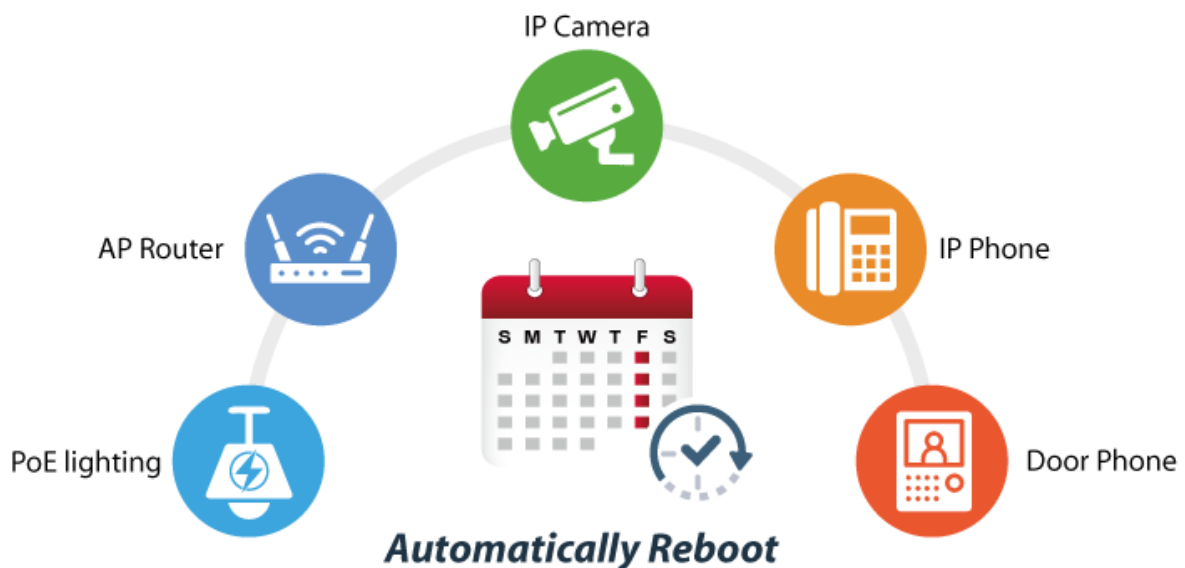 IP Camera
AP Router
IP Phone
S M T W T F S
PoE lighting
Door Phone
Automatically Reboot